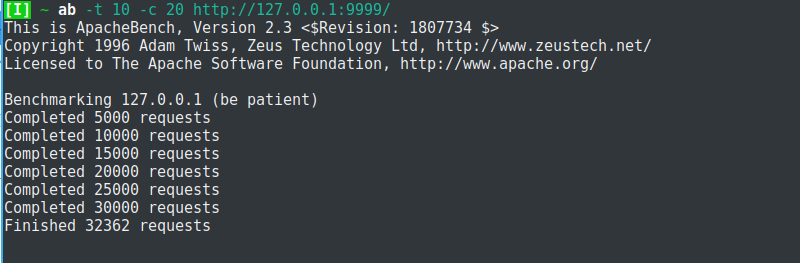 [I] ~ ab -t 10 -c 20 http://127.0.0.1:9999/
This is ApacheBench, Version 2.3 <$Revision: 1807734 $>
Copyright 1996 Adam Twiss, Zeus Technology Ltd, http://www.zeustech.net/
Licensed to The Apache Software Foundation, http://www.apache.org/
Benchmarking 127.0.0.1 (be patient)
Completed 5000 requests
Completed 10000 requests
Completed 15000 requests
Completed 20000 requests
Completed 25000 requests
Completed 30000 requests
Finished 32362 requests